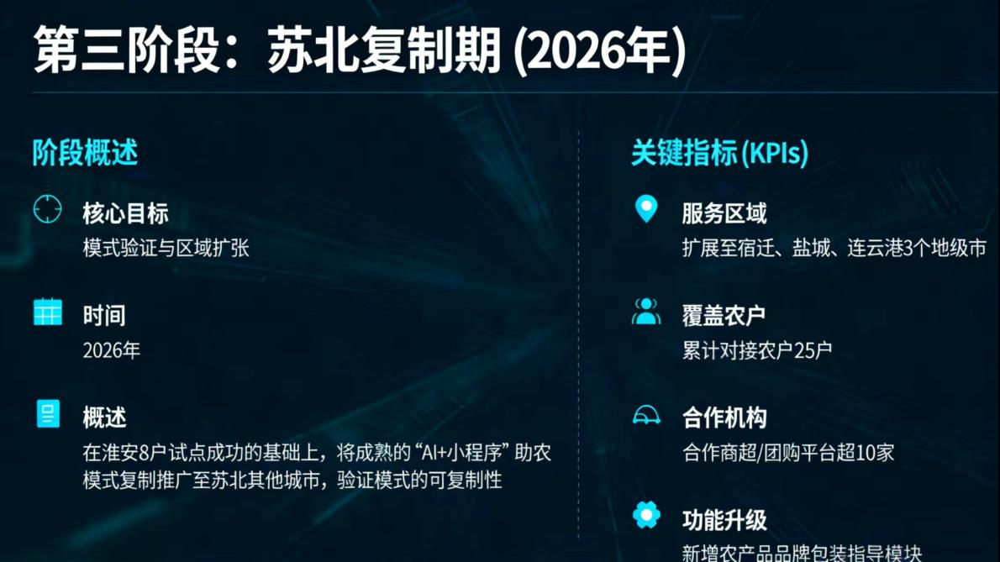 第三阶段：苏北复制期 (2026年)
阶段概述
核心目标
模式验证与区域扩张
时间
2026年
概述
在淮安8户试点成功的基础上，将成熟的 “AI+小程序” 助农
模式复制推广至苏北其他城市，验证模式的可复制性
关键指标 (KPIs)
服务区域
扩展至宿迁、盐城、连云港3个地级市
覆盖农户
累计对接农户25户
合作机构
合作商超/团购平台超10家
功能升级
新增农产品品牌包装指导模块